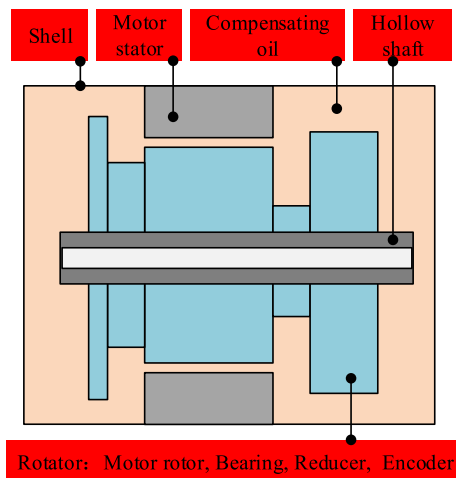 Shell
Motor
stator
Compensating
oil
Hollow
shaft
Rotator：Motor rotor, Bearing, Reducer, Encoder